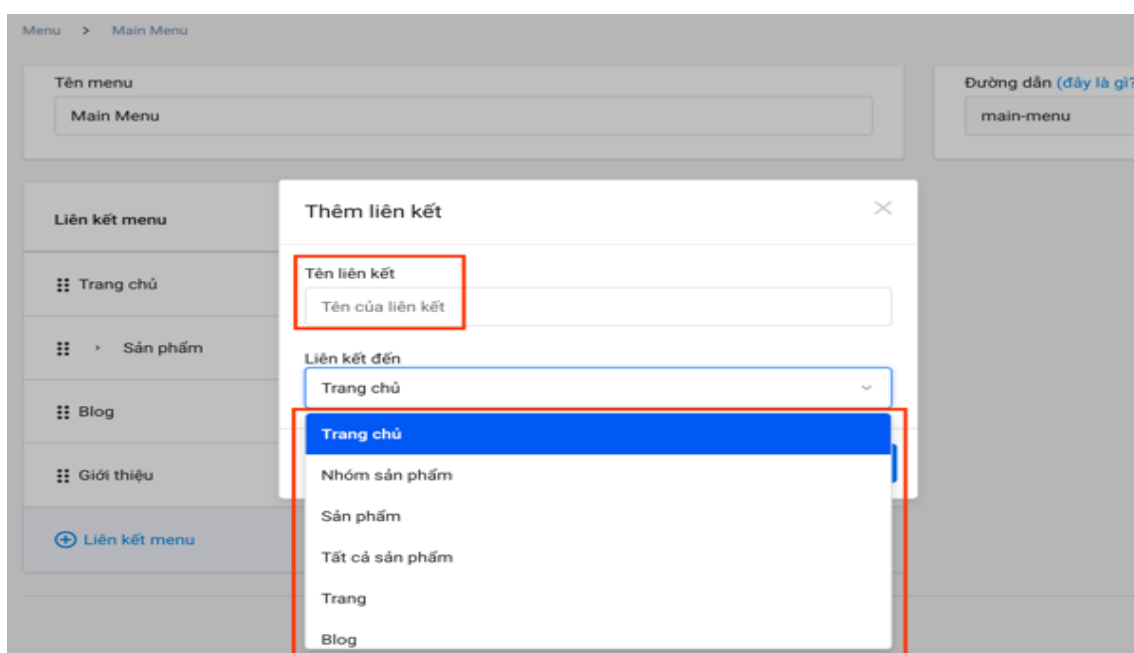 Menu > Main Menu
Tên menu
Đường dẫn (đây là gì?
Main Menu
main-menu
Liên kết menu
Thêm liên kết
Tên liên kết
Tên của liên kết
Trang chủ
Sản phẩm
Liên kết đến
Trang chủ
Blog
Trang chủ
Giới thiệu
Nhóm sản phẩm
Sản phẩm
Liên kết menu
Tất cả sản phẩm
Trang
Blog